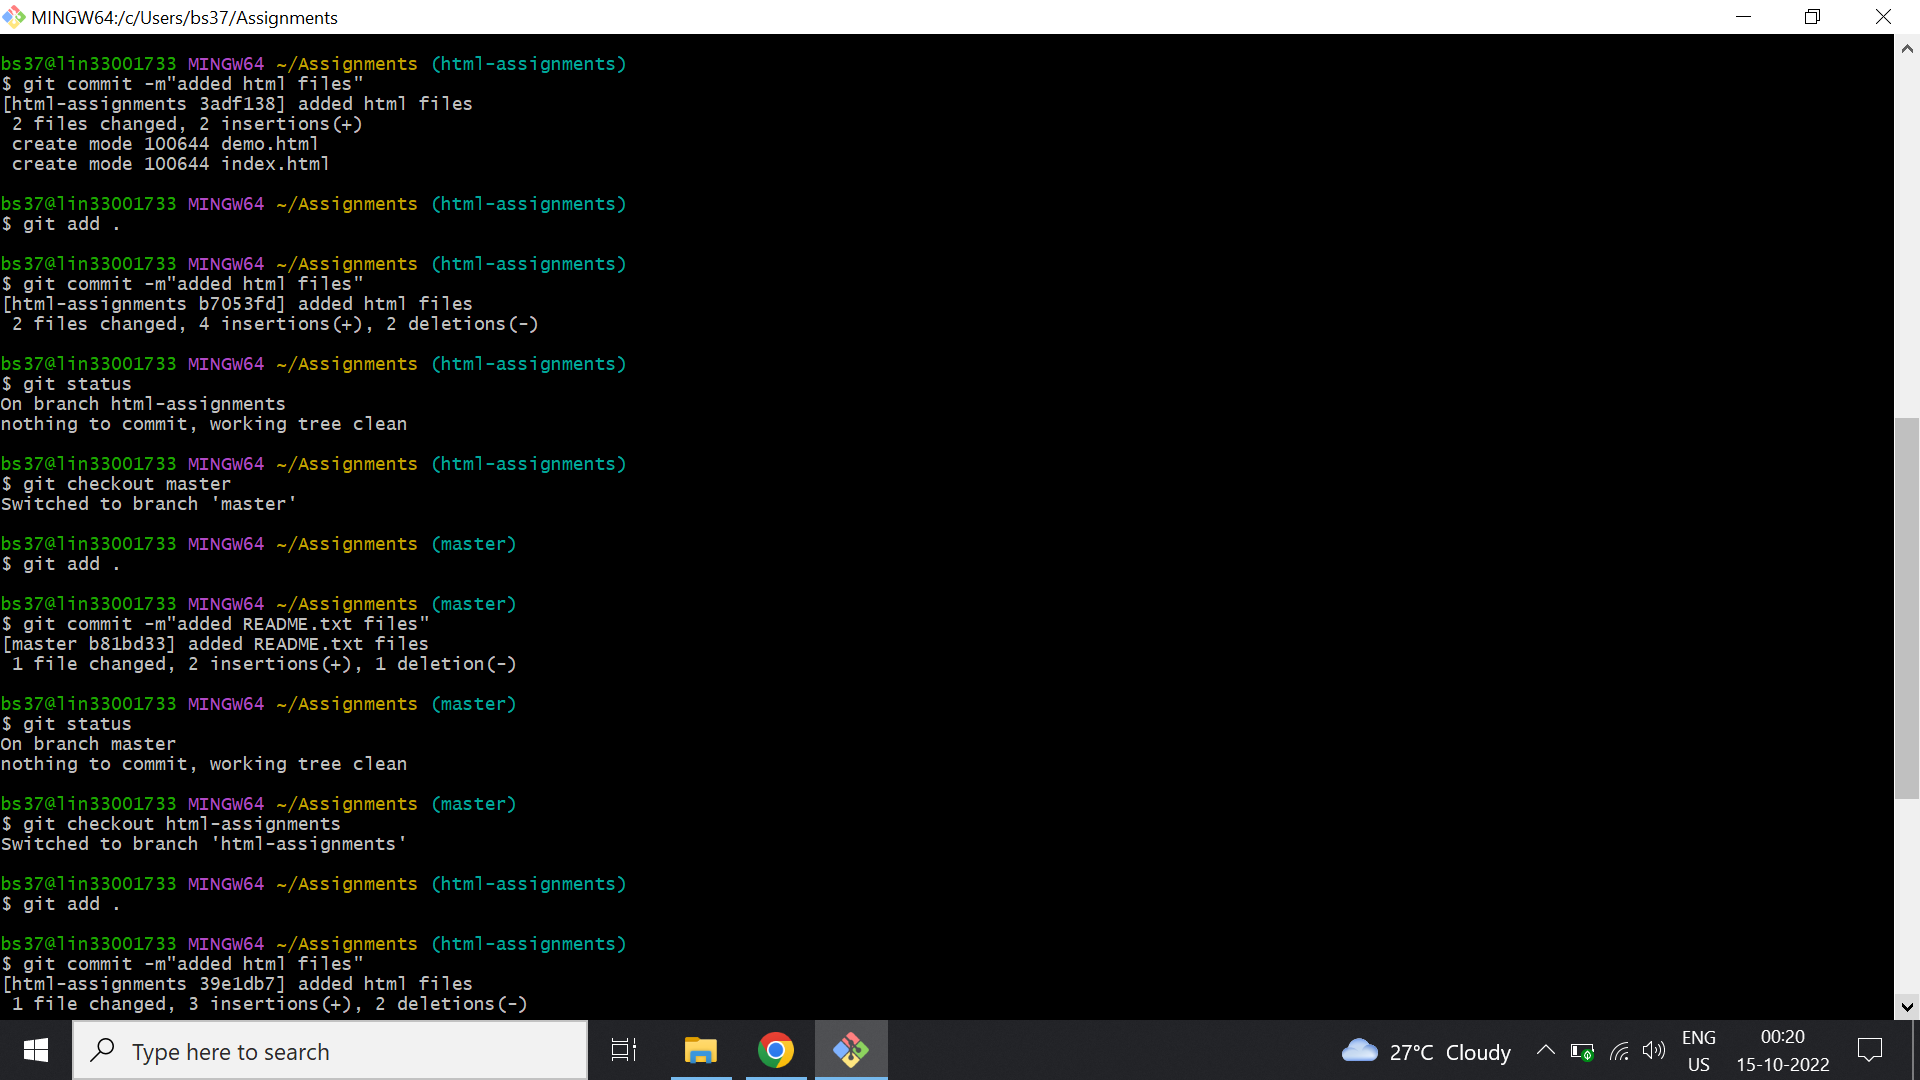 MINGW64:/c/Users/bs37/Assignments
bs37@lin33001733 MINGW64 ~/Assignments (html-assignments)
$ git commit -m"added html files"
[html-assignments 3adf138] added html files
 2 files changed, 2 insertions(+)
 create mode 100644 demo.html
 create mode 100644 index.html
bs37@lin33001733 MINGW64 ~/Assignments (html-assignments)
$ git add .
bs37@lin33001733 MINGW64 ~/Assignments (html-assignments)
$ git commit -m"added html files"
[html-assignments b7053fd] added html files
 2 files changed, 4 insertions(+), 2 deletions(-)
bs37@lin33001733 MINGW64 ~/Assignments (html-assignments)
$ git status
On branch html-assignments
nothing to commit, working tree clean
bs37@lin33001733 MINGW64 ~/Assignments (html-assignments)
$ git checkout master
Switched to branch 'master'
bs37@lin33001733 MINGW64 ~/Assignments (master)
$ git add .
bs37@lin33001733 MINGW64 ~/Assignments (master)
$ git commit -m"added README.txt files"
[master b81bd33] added README.txt files
 1 file changed, 2 insertions(+), 1 deletion(-)
bs37@lin33001733 MINGW64 ~/Assignments (master)
$ git status
On branch master
nothing to commit, working tree clean
bs37@lin33001733 MINGW64 ~/Assignments (master)
$ git checkout html-assignments
Switched to branch 'html-assignments'
bs37@lin33001733 MINGW64 ~/Assignments (html-assignments)
$ git add .
bs37@lin33001733 MINGW64 ~/Assignments (html-assignments)
$ git commit -m"added html files"
[html-assignments 39e1db7] added html files
 1 file changed, 3 insertions(+), 2 deletions(-)
Type here to search
27°C Cloudy
ENG
US
00:20
15-10-2022